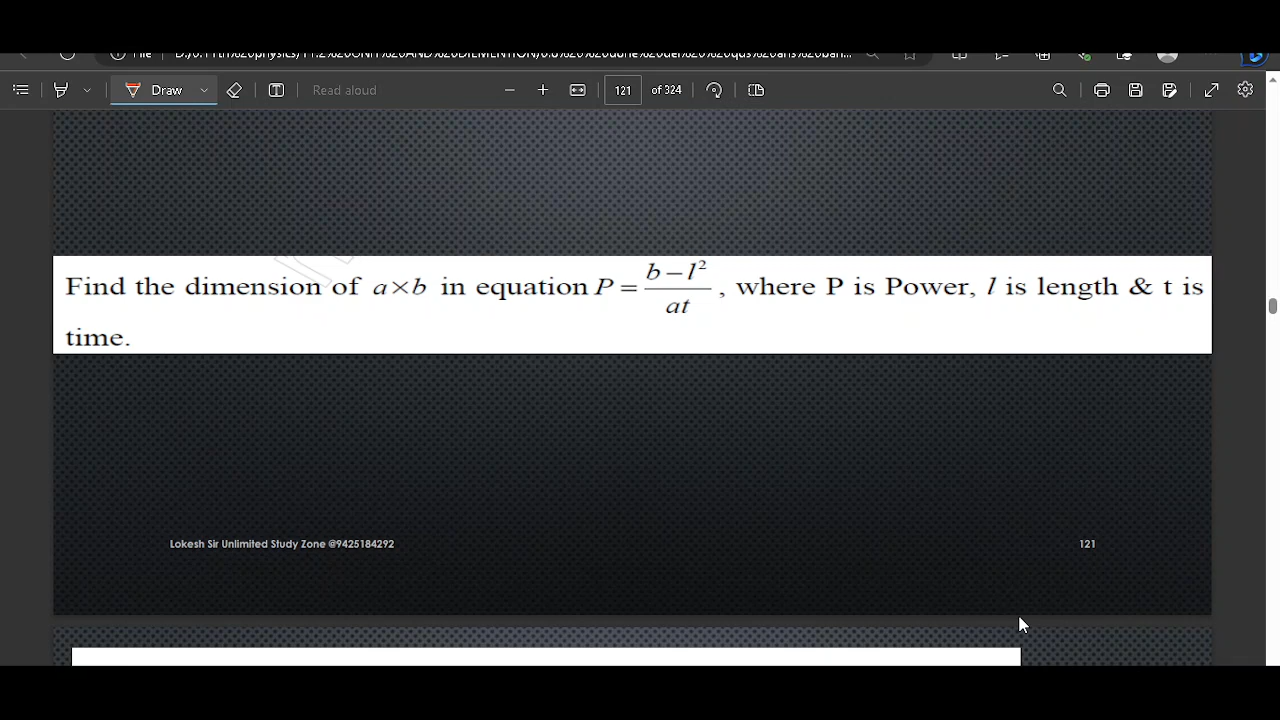 File
Draw
Read aloud
121 of 324
Find the dimension of a×b in equation P = (b − l²)/(at), where P is Power, l is length & t is
time.
Lokesh Sir Unlimited Study Zone @9425184292
121